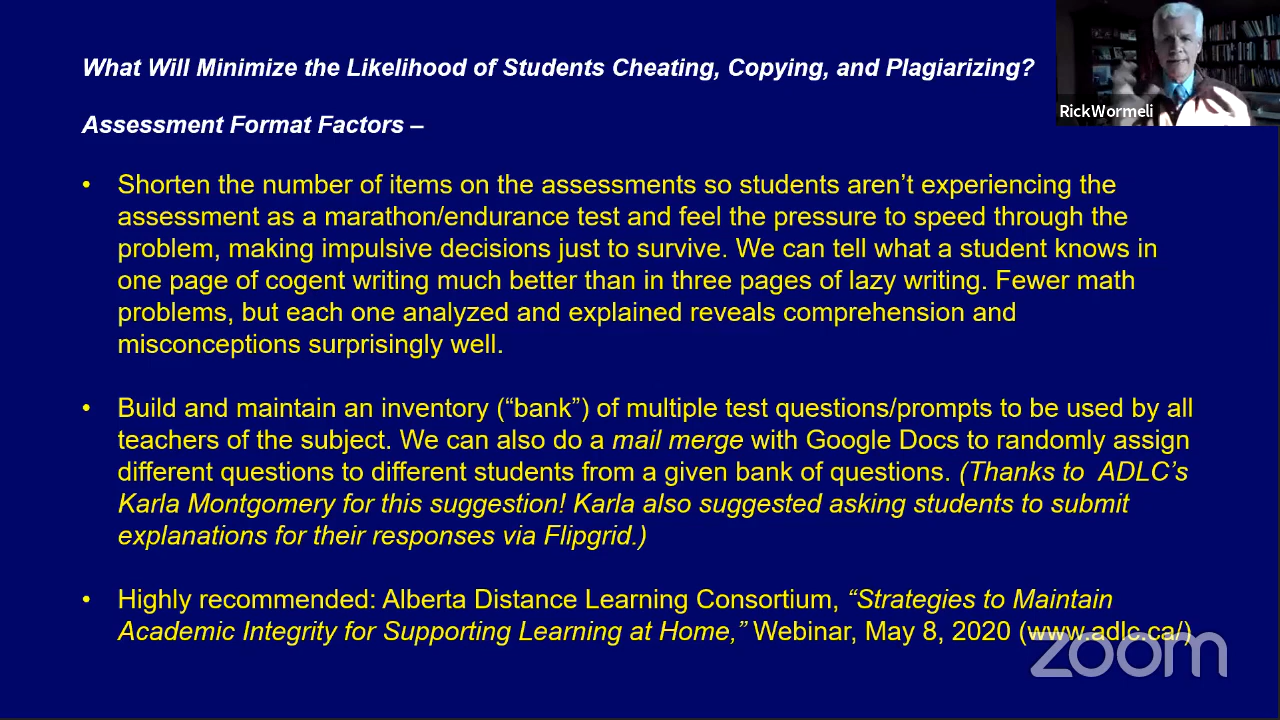 What Will Minimize the Likelihood of Students Cheating, Copying, and Plagiarizing?
RickWormeli
Assessment Format Factors –
• Shorten the number of items on the assessments so students aren’t experiencing the
assessment as a marathon/endurance test and feel the pressure to speed through the
problem, making impulsive decisions just to survive. We can tell what a student knows in
one page of cogent writing much better than in three pages of lazy writing. Fewer math
problems, but each one analyzed and explained reveals comprehension and
misconceptions surprisingly well.
• Build and maintain an inventory (“bank”) of multiple test questions/prompts to be used by all
teachers of the subject. We can also do a mail merge with Google Docs to randomly assign
different questions to different students from a given bank of questions. (Thanks to ADLC’s
Karla Montgomery for this suggestion! Karla also suggested asking students to submit
explanations for their responses via Flipgrid.)
• Highly recommended: Alberta Distance Learning Consortium, “Strategies to Maintain
Academic Integrity for Supporting Learning at Home,” Webinar, May 8, 2020 (www.adlc.ca/)
zoom